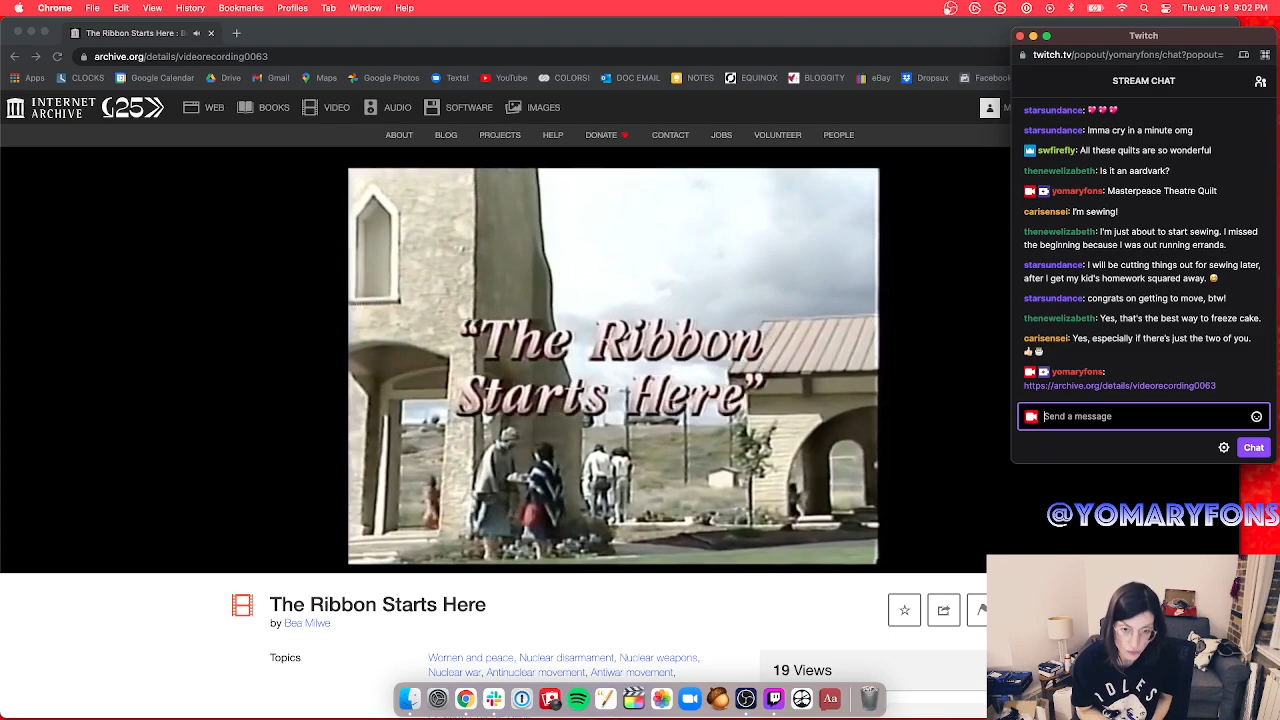 Chrome File Edit View History Bookmarks Profiles Tab Window Help
Thu Aug 19 9:02 PM
The Ribbon Starts Here : B
archive.org/details/videorecording0063
Apps CLOCKS Google Calendar Drive Gmail Maps Google Photos Texts! YouTube COLORS! DOC EMAIL NOTES EQUINOX BLOGGITY eBay Dropsux Facebook
INTERNET ARCHIVE 25 WEB BOOKS VIDEO AUDIO SOFTWARE IMAGES
ABOUT BLOG PROJECTS HELP DONATE CONTACT JOBS VOLUNTEER PEOPLE
"The Ribbon
Starts Here"
The Ribbon Starts Here
by Bea Milwe
Topics
Women and peace, Nuclear disarmament, Nuclear weapons,
Nuclear war, Antinuclear movement, Antiwar movement,
19 Views
Twitch
twitch.tv/popout/yomaryfons/chat?popout=
STREAM CHAT
starsundance: 💖💖💖
starsundance: Imma cry in a minute omg
swfirefly: All these quilts are so wonderful
thenewelizabeth: Is it an aardvark?
yomaryfons: Masterpeace Theatre Quilt
carisensei: I'm sewing!
thenewelizabeth: I'm just about to start sewing. I missed
the beginning because I was out running errands.
starsundance: I will be cutting things out for sewing later,
after I get my kid's homework squared away. 😅
starsundance: congrats on getting to move, btw!
thenewelizabeth: Yes, that's the best way to freeze cake.
carisensei: Yes, especially if there's just the two of you.
yomaryfons:
https://archive.org/details/videorecording0063
Send a message
Chat
@YOMARYFONS
Aa